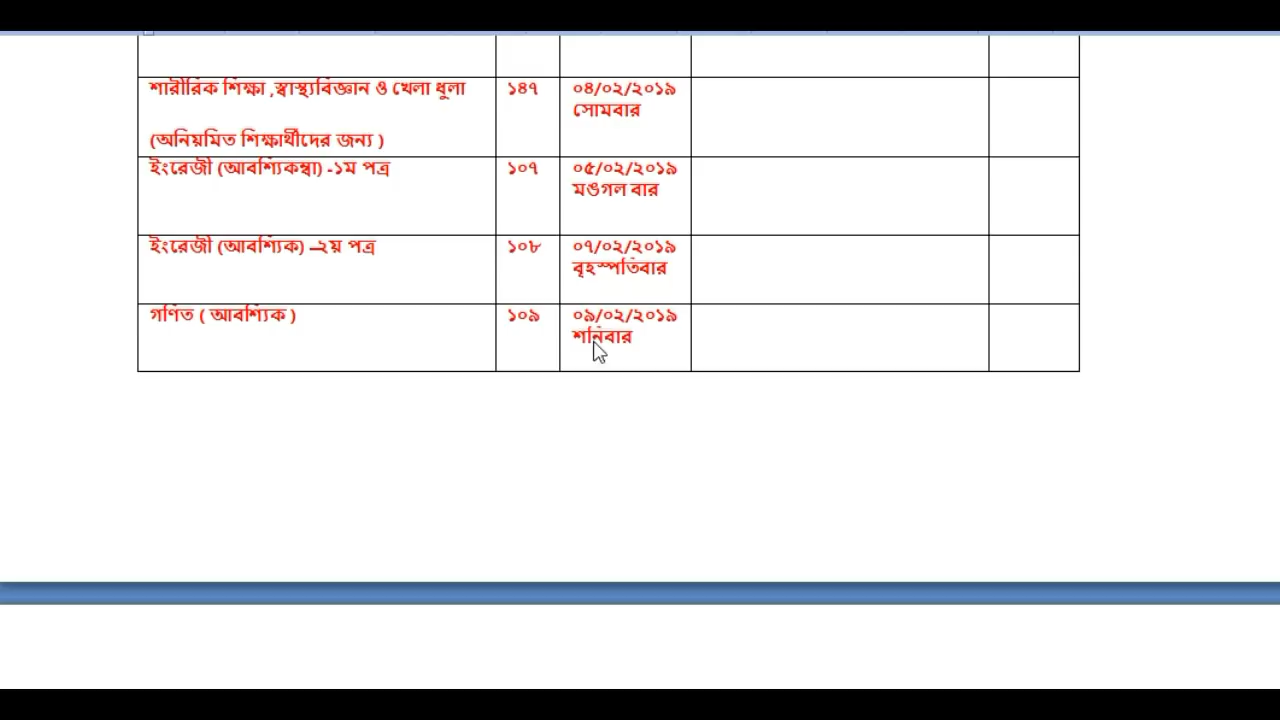 শারীরিক শিক্ষা ,স্বাস্থ্যবিজ্ঞান ও খেলা ধুলা
(অনিয়মিত শিক্ষার্থীদের জন্য )
১৪৭
০৪/০২/২০১৯
সোমবার
ইংরেজী (আবশ্যিকম্বা) -১ম পত্র
১০৭
০৫/০২/২০১৯
মঙগল বার
ইংরেজী (আবশ্যিক) –২য় পত্র
১০৮
০৭/০২/২০১৯
বৃহস্পতিবার
গণিত ( আবশ্যিক )
১০৯
০৯/০২/২০১৯
শনিবার